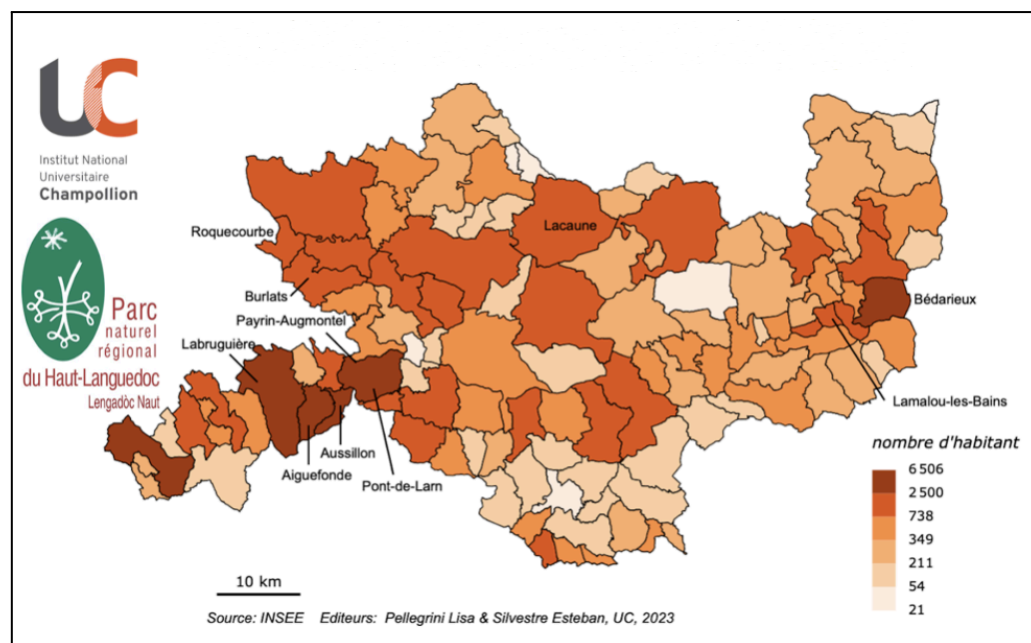 UC
Institut National
Universitaire
Champollion
Parc
naturel
régional
du Haut-Languedoc
Lengadòc Naut
Roquecourbe
Lacaune
Burlats
Bédarieux
Payrin-Augmontel
Labruguière
Lamalou-les-Bains
Aussillon
Aiguefonde
Pont-de-Larn
nombre d'habitant
6 506
2 500
738
349
211
54
21
10 km
Source: INSEE Editeurs: Pellegrini Lisa & Silvestre Esteban, UC, 2023